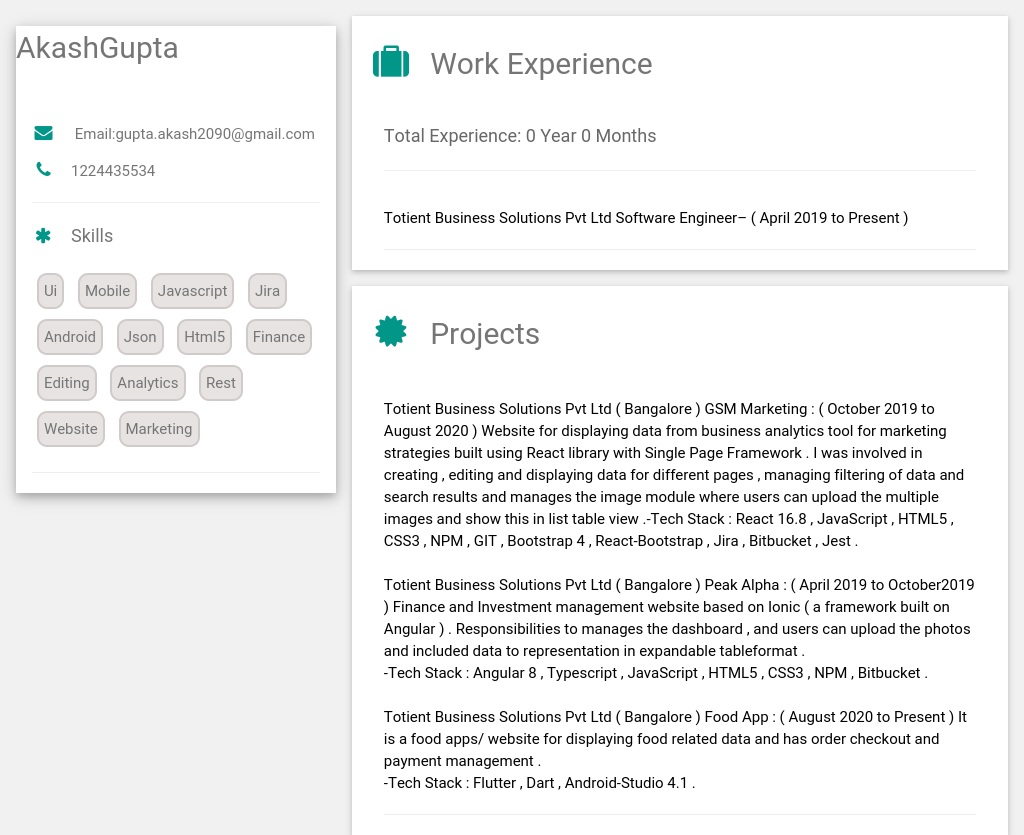 AkashGupta
Email:gupta.akash2090@gmail.com
1224435534
Skills
Ui Mobile Javascript Jira
Android Json Html5 Finance
Editing Analytics Rest
Website Marketing
Work Experience
Total Experience: 0 Year 0 Months
Totient Business Solutions Pvt Ltd Software Engineer– ( April 2019 to Present )
Projects
Totient Business Solutions Pvt Ltd ( Bangalore ) GSM Marketing : ( October 2019 to
August 2020 ) Website for displaying data from business analytics tool for marketing
strategies built using React library with Single Page Framework . I was involved in
creating , editing and displaying data for different pages , managing filtering of data and
search results and manages the image module where users can upload the multiple
images and show this in list table view .-Tech Stack : React 16.8 , JavaScript , HTML5 ,
CSS3 , NPM , GIT , Bootstrap 4 , React-Bootstrap , Jira , Bitbucket , Jest .
Totient Business Solutions Pvt Ltd ( Bangalore ) Peak Alpha : ( April 2019 to October2019
) Finance and Investment management website based on Ionic ( a framework built on
Angular ) . Responsibilities to manages the dashboard , and users can upload the photos
and included data to representation in expandable tableformat .
-Tech Stack : Angular 8 , Typescript , JavaScript , HTML5 , CSS3 , NPM , Bitbucket .
Totient Business Solutions Pvt Ltd ( Bangalore ) Food App : ( August 2020 to Present ) It
is a food apps/ website for displaying food related data and has order checkout and
payment management .
-Tech Stack : Flutter , Dart , Android-Studio 4.1 .